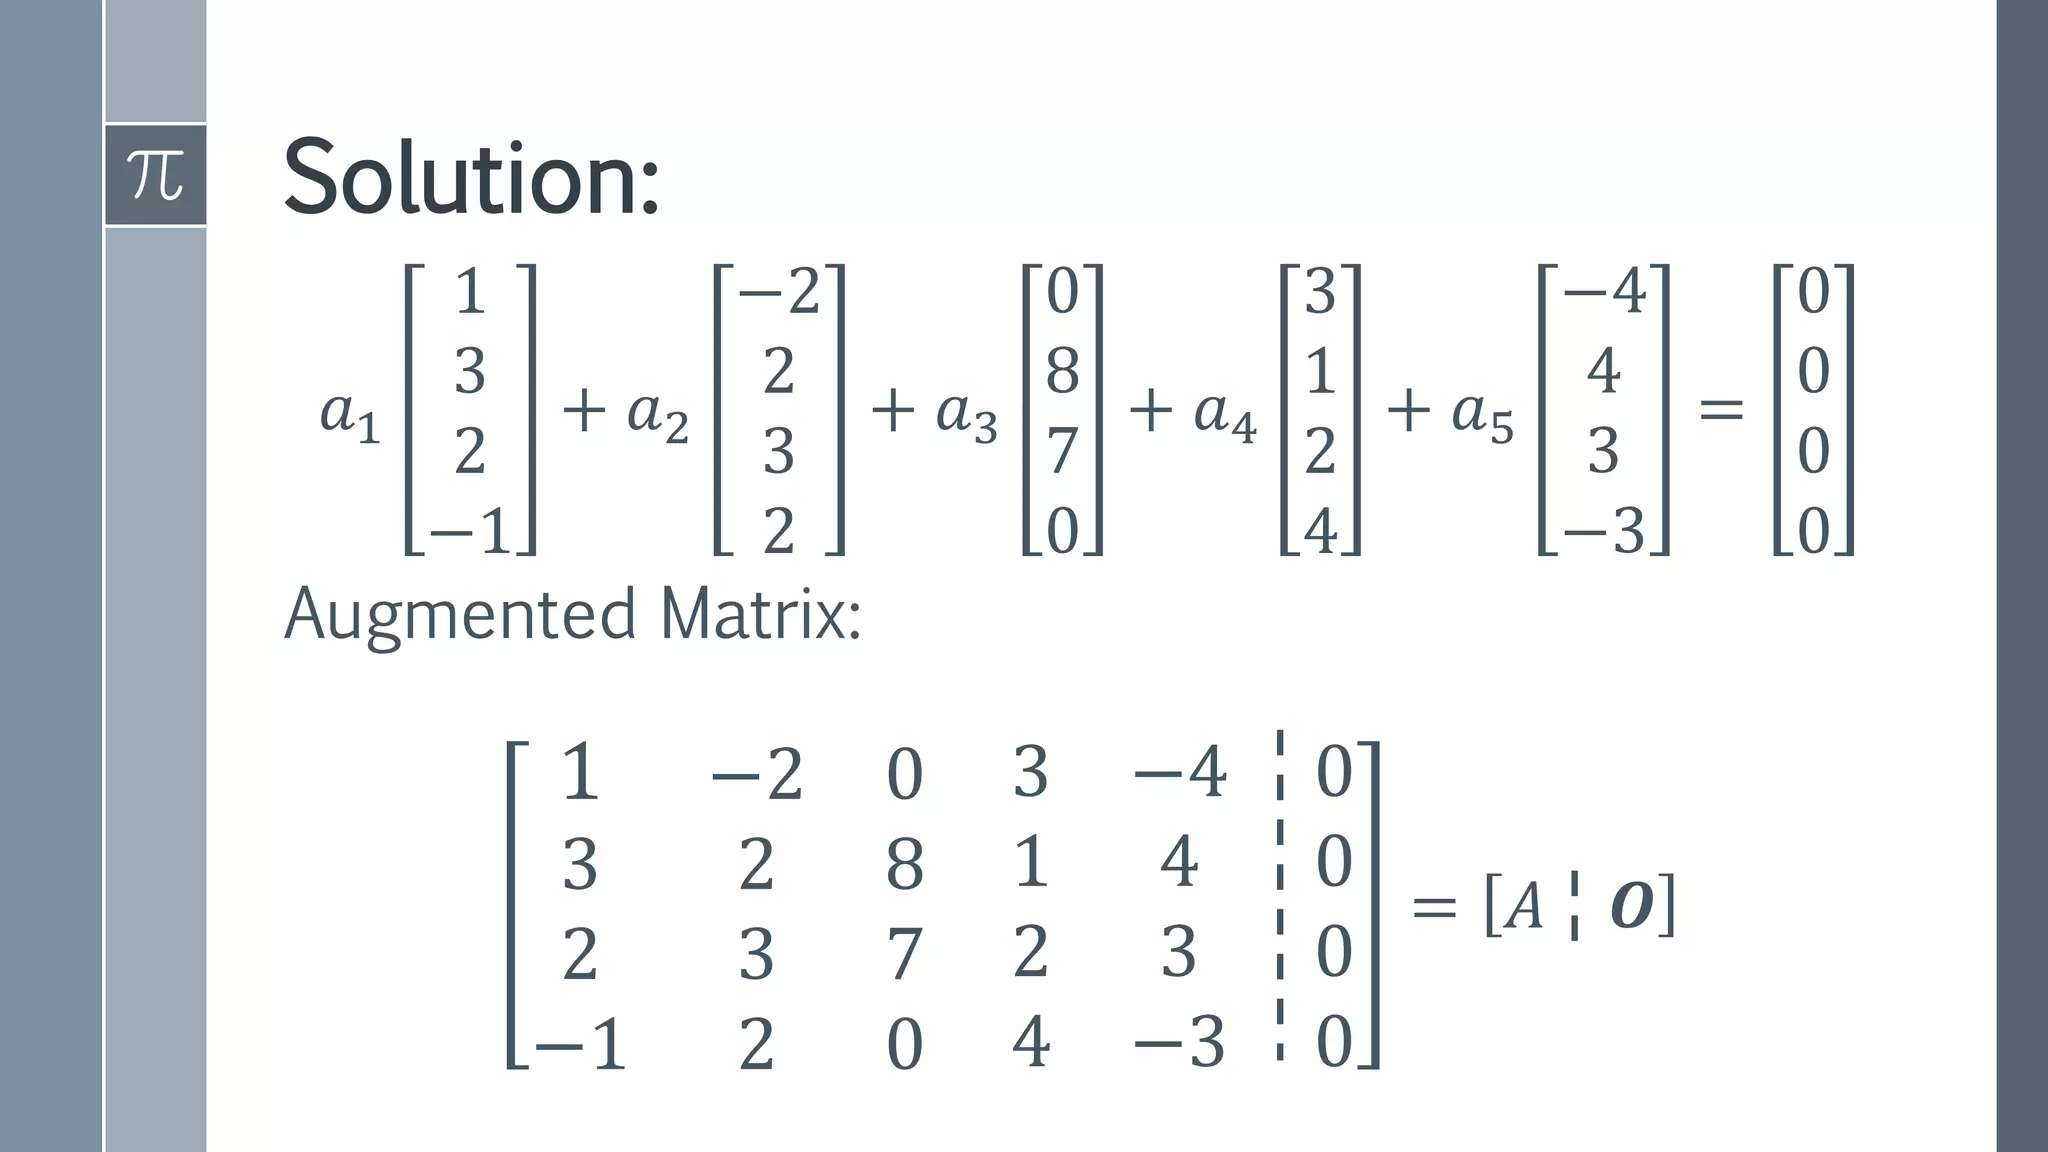 π
Solution:
a₁ [1 3 2 −1] + a₂ [−2 2 3 2] + a₃ [0 8 7 0] + a₄ [3 1 2 4] + a₅ [−4 4 3 −3] = [0 0 0 0]
Augmented Matrix:
1 −2 0 3 −4 ¦ 0
3 2 8 1 4 ¦ 0
2 3 7 2 3 ¦ 0 = [A ¦ O]
−1 2 0 4 −3 ¦ 0